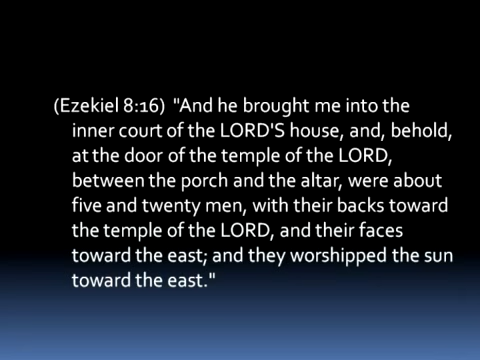 (Ezekiel 8:16)  "And he brought me into the
inner court of the LORD'S house, and, behold,
at the door of the temple of the LORD,
between the porch and the altar, were about
five and twenty men, with their backs toward
the temple of the LORD, and their faces
toward the east; and they worshipped the sun
toward the east."